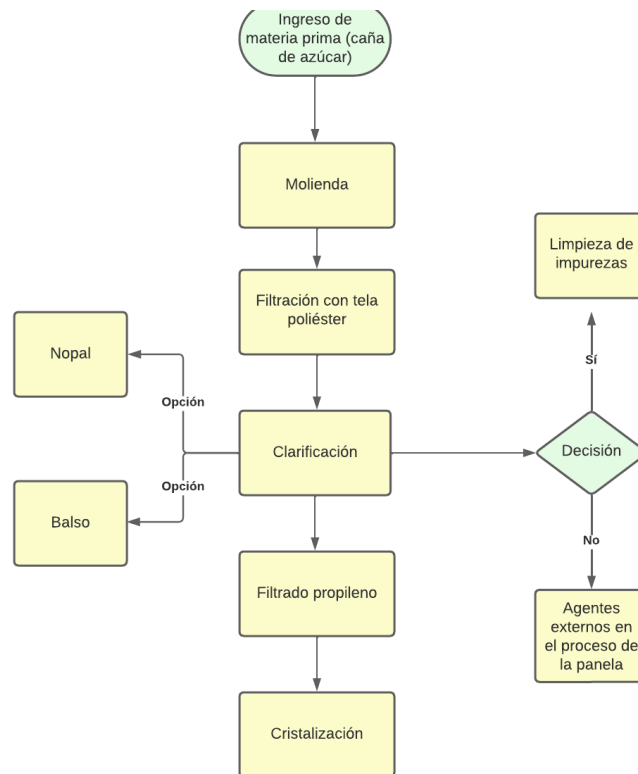 Ingreso de
materia prima (caña
de azúcar)
Molienda
Limpieza de
impurezas
Filtración con tela
poliéster
Nopal
Opción
Sí
Clarificación
Decisión
Opción
Balso
No
Filtrado propileno
Agentes
externos en
el proceso de
la panela
Cristalización